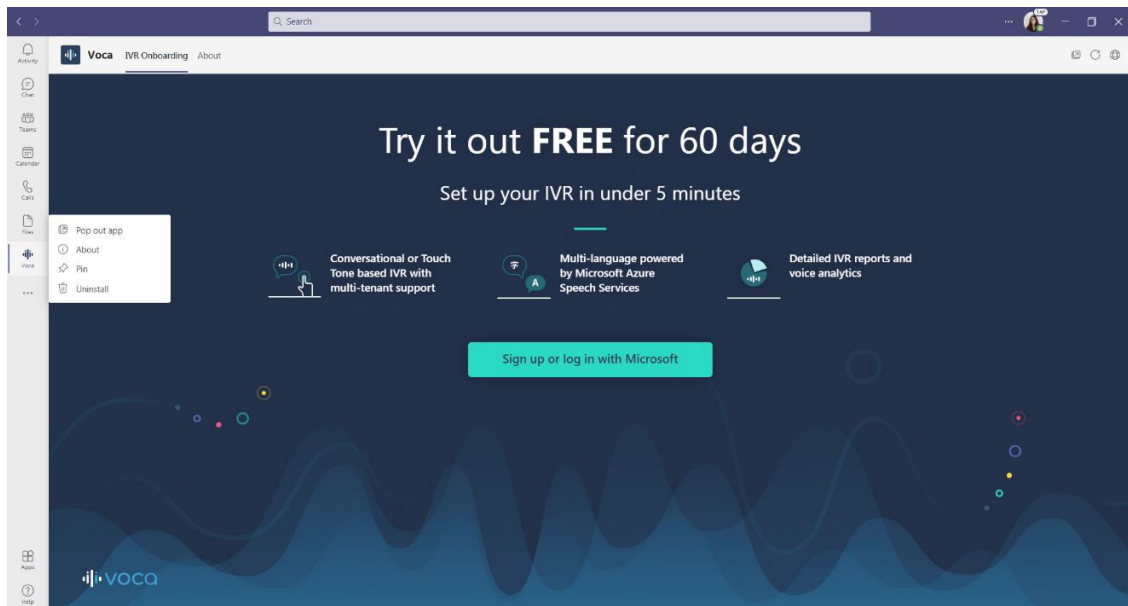 Search
Activity
Chat
Teams
Calendar
Calls
Files
Voca
Apps
Help
Voca IVR Onboarding About
Pop out app
About
Pin
Uninstall
Try it out FREE for 60 days
Set up your IVR in under 5 minutes
Conversational or Touch
Tone based IVR with
multi-tenant support
字
A
Multi-language powered
by Microsoft Azure
Speech Services
Detailed IVR reports and
voice analytics
Sign up or log in with Microsoft
voca